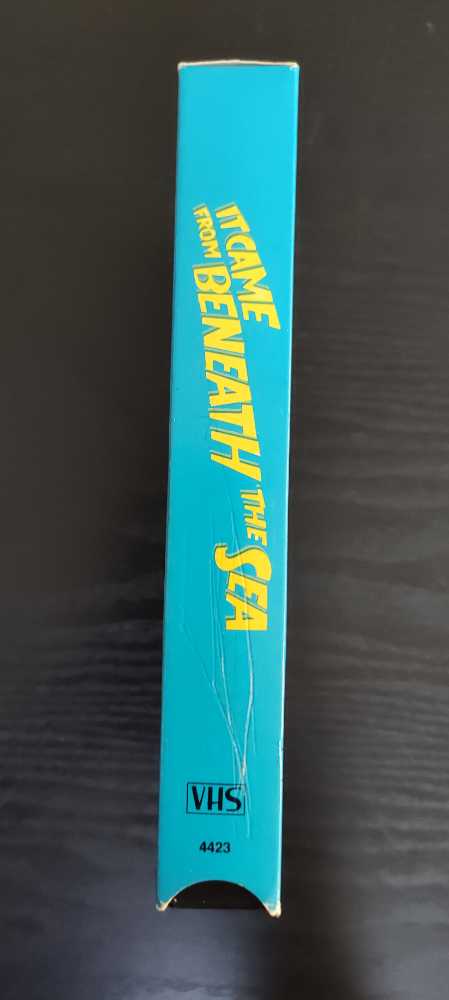 IT CAME
FROM BENEATH THE SEA
VHS
4423